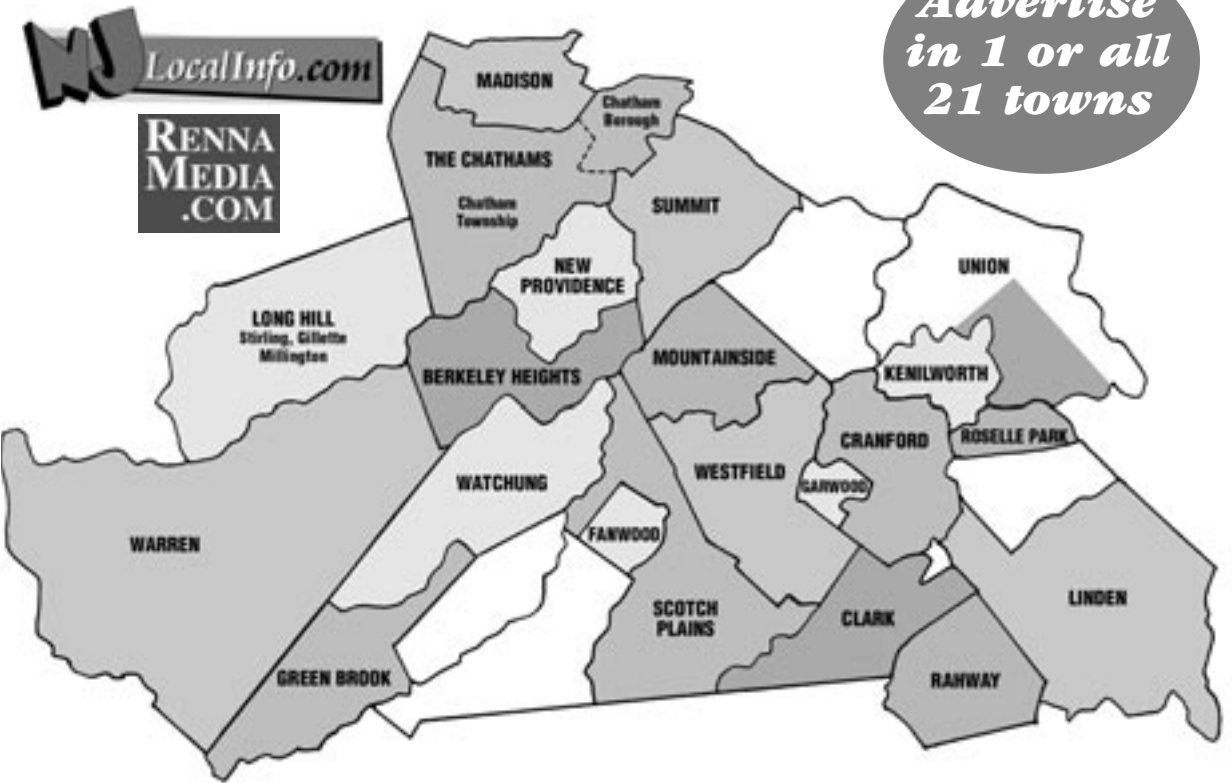 NJ LocalInfo.com
RENNA
MEDIA
.COM
Advertise
in 1 or all
21 towns
MADISON
Chatham
Borough
THE CHATHAMS
Chatham
Township
SUMMIT
NEW
PROVIDENCE
UNION
LONG HILL
Stirling, Gillette
Millington
BERKELEY HEIGHTS
MOUNTAINSIDE
KENILWORTH
CRANFORD
ROSELLE PARK
WATCHUNG
WESTFIELD
GARWOOD
FANWOOD
WARREN
SCOTCH
PLAINS
CLARK
LINDEN
GREEN BROOK
RAHWAY